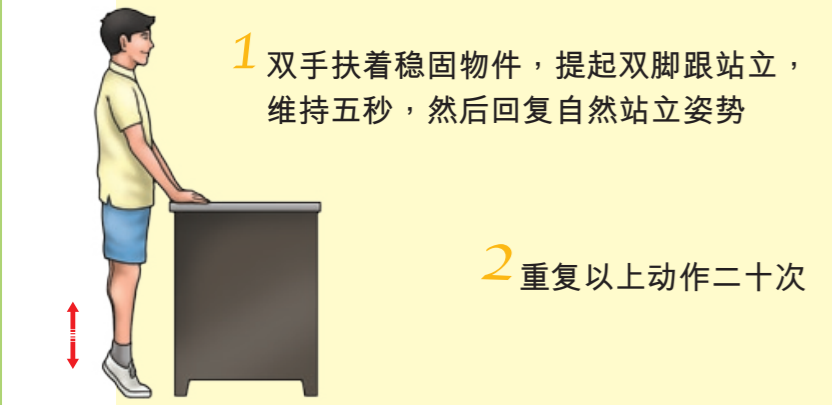 1 双手扶着稳固物件，提起双脚跟站立，
维持五秒，然后回复自然站立姿势
2 重复以上动作二十次